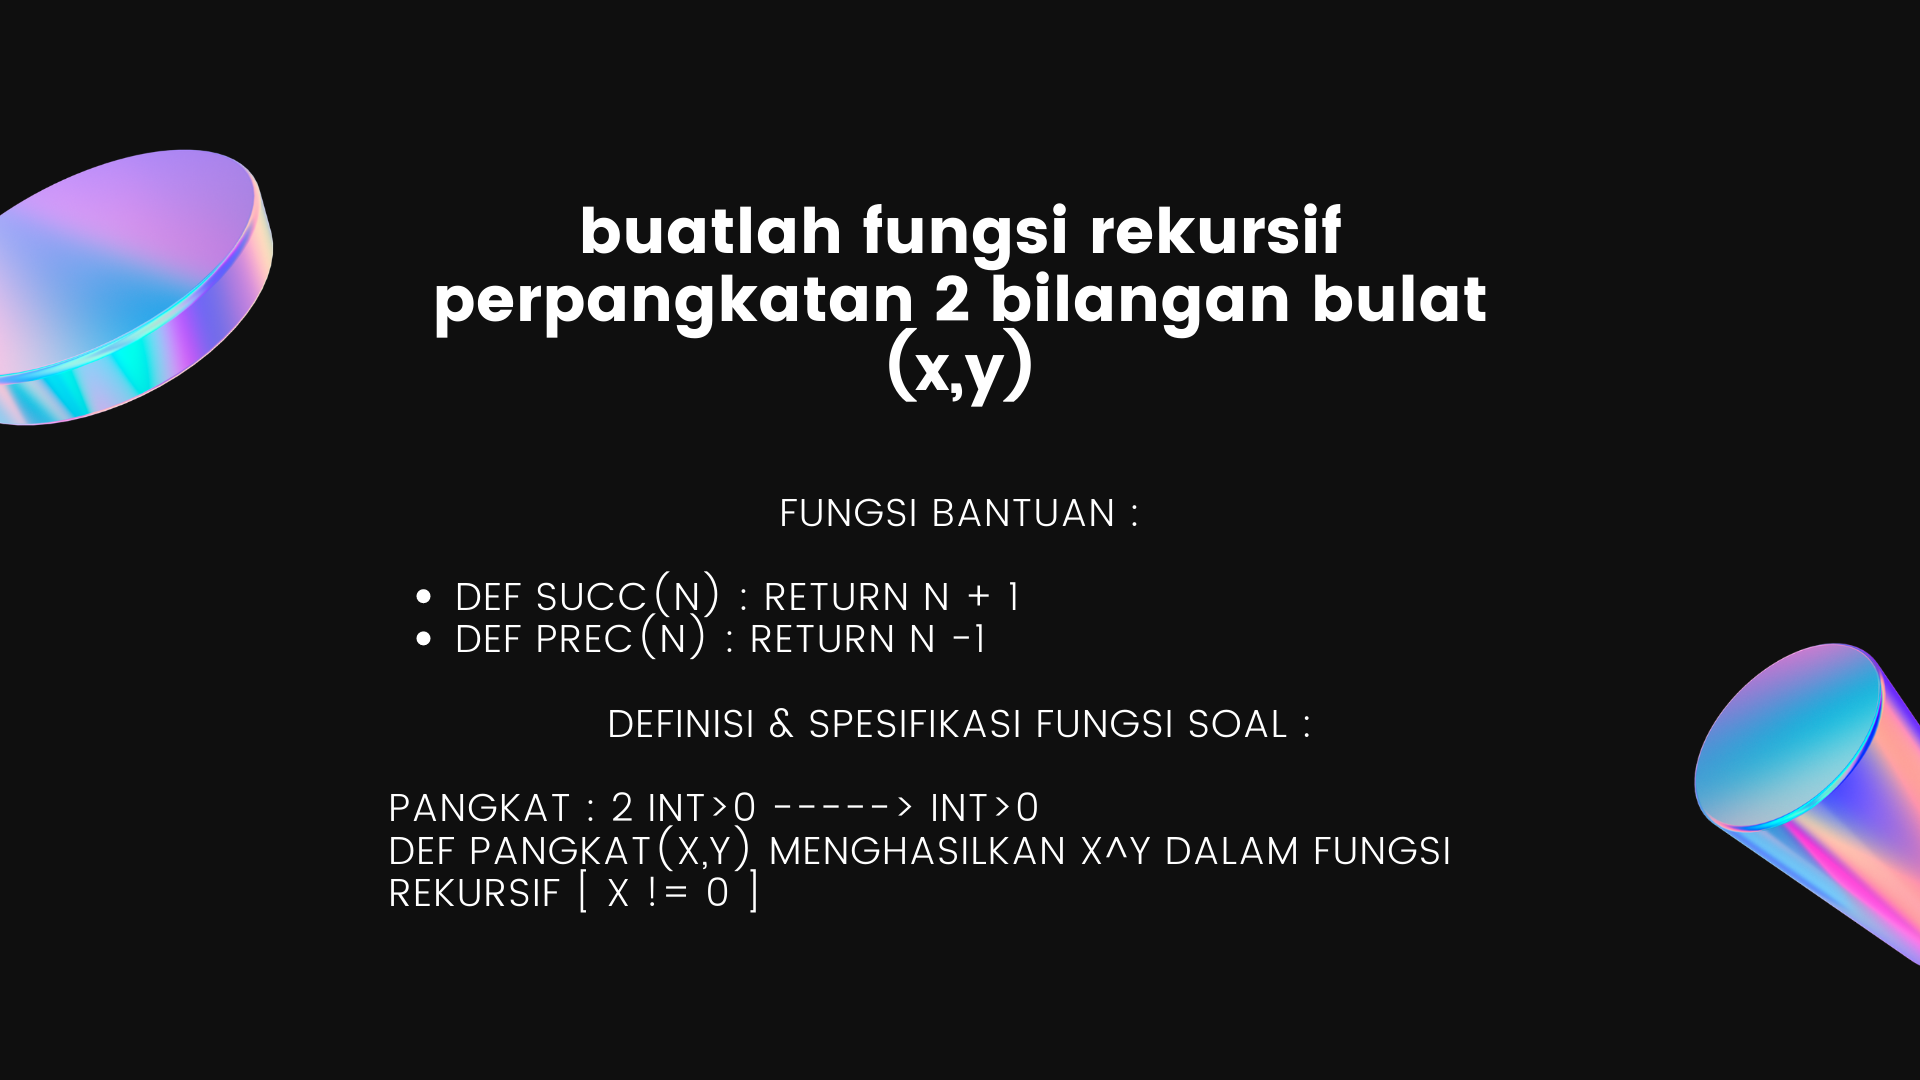 buatlah fungsi rekursif
perpangkatan 2 bilangan bulat
(x,y)
FUNGSI BANTUAN :
• DEF SUCC(N) : RETURN N + 1
• DEF PREC(N) : RETURN N -1
DEFINISI & SPESIFIKASI FUNGSI SOAL :
PANGKAT : 2 INT>0 -----> INT>0
DEF PANGKAT(X,Y) MENGHASILKAN X^Y DALAM FUNGSI
REKURSIF [ X != 0 ]